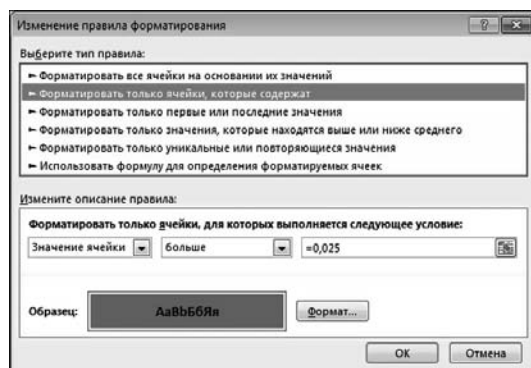 Изменение правила форматирования
Выберите тип правила:
► Форматировать все ячейки на основании их значений
► Форматировать только ячейки, которые содержат
► Форматировать только первые или последние значения
► Форматировать только значения, которые находятся выше или ниже среднего
► Форматировать только уникальные или повторяющиеся значения
► Использовать формулу для определения форматируемых ячеек
Измените описание правила:
Форматировать только ячейки, для которых выполняется следующее условие:
Значение ячейки больше =0,025
Образец: АаВbБбЯя Формат...
ОК Отмена